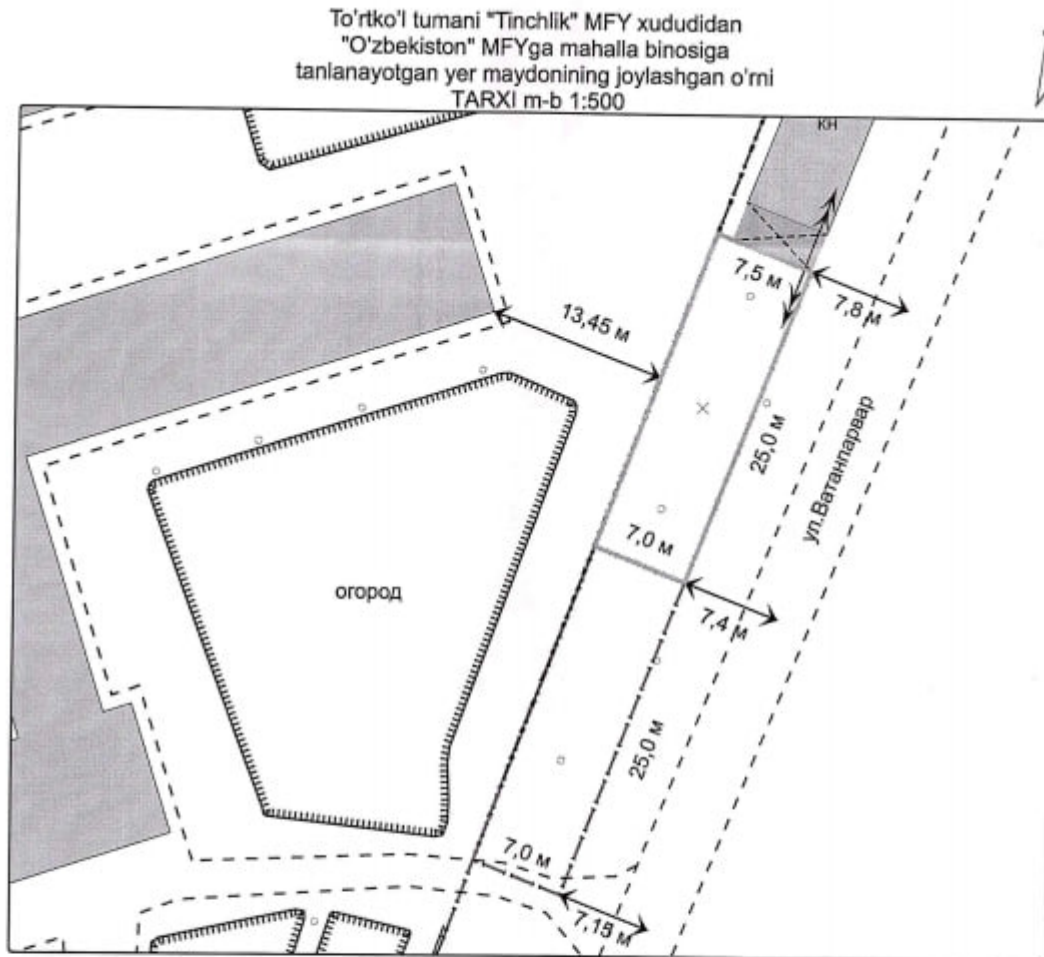 To'rtko'l tumani "Tinchlik" MFY xududidan
"O'zbekiston" MFYga mahalla binosiga
tanlanayotgan yer maydonining joylashgan o'rni
TARXI m-b 1:500
КН
7,5 м
7,8 м
13,45 м
25,0 м
ул.Ватанпарвар
7,0 м
огород
7,4 м
25,0 м
7,0 м
7,15 м